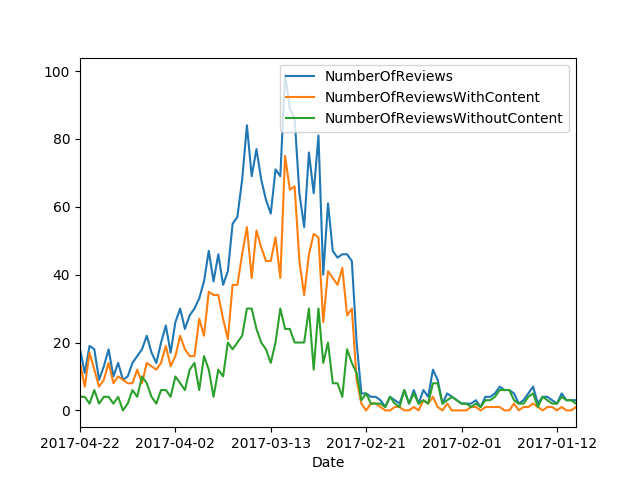 NumberOfReviews
NumberOfReviewsWithContent
NumberOfReviewsWithoutContent
100
80
60
40
20
0
2017-04-22 2017-04-02 2017-03-13 2017-02-21 2017-02-01 2017-01-12
Date